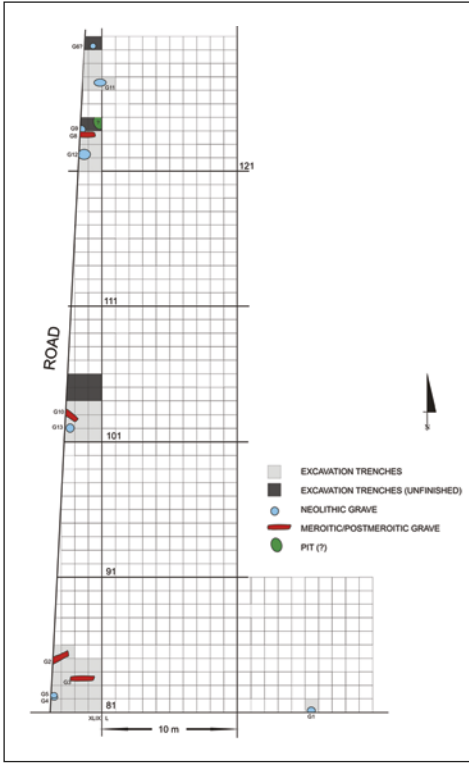 G67
G11
G9
G8
G12
121
111
ROAD
G10
G13
101
N
EXCAVATION TRENCHES
EXCAVATION TRENCHES (UNFINISHED)
NEOLITHIC GRAVE
MEROITIC/POSTMEROITIC GRAVE
PIT (?)
91
G2
G3
G5
G4
81
G1
XLIX L
10 m